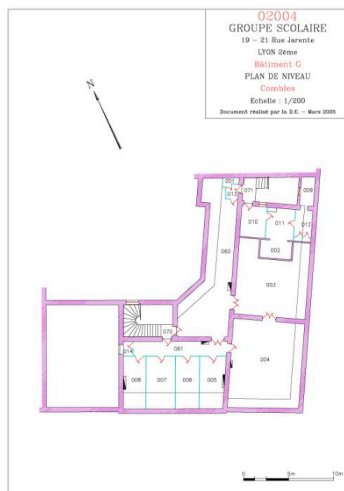 02004
GROUPE SCOLAIRE
19 - 21 Rue Jarente
LYON 2ème
Bâtiment G
PLAN DE NIVEAU
Combles
Echelle : 1/200
Document réalisé par la D.E. - Mars 2005
N
001
071
009
010
011
012
002
060
003
070
061
014
004
008
007
006
005
0
5m
10m